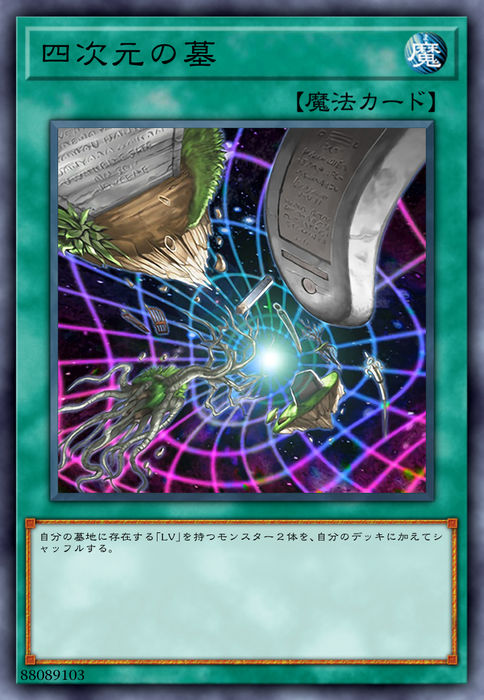 四次元の墓
魔
【魔法カード】
自分の墓地に存在する「LV」を持つモンスター2体を、自分のデッキに加えてシ
ャッフルする。
88089103